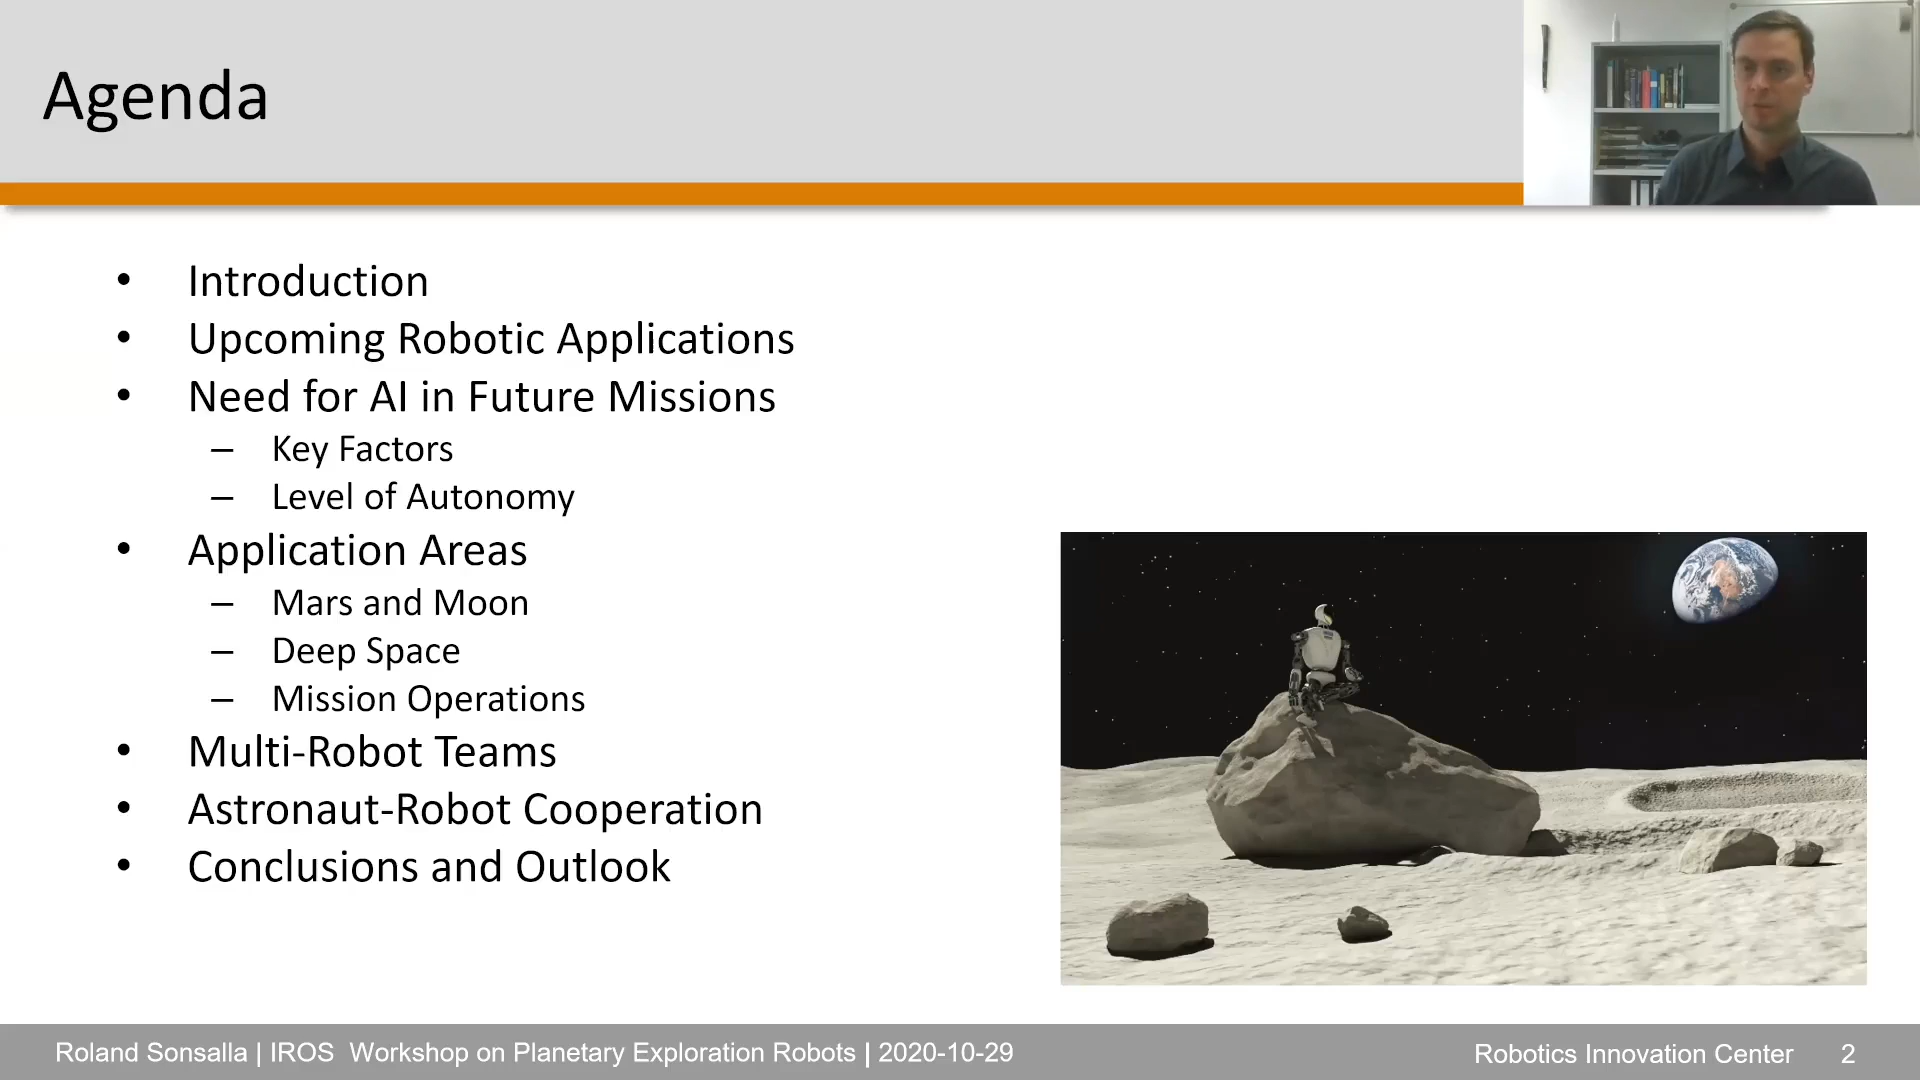 Agenda
• Introduction
• Upcoming Robotic Applications
• Need for AI in Future Missions
– Key Factors
– Level of Autonomy
• Application Areas
– Mars and Moon
– Deep Space
– Mission Operations
• Multi-Robot Teams
• Astronaut-Robot Cooperation
• Conclusions and Outlook
Roland Sonsalla | IROS Workshop on Planetary Exploration Robots | 2020-10-29
Robotics Innovation Center 2